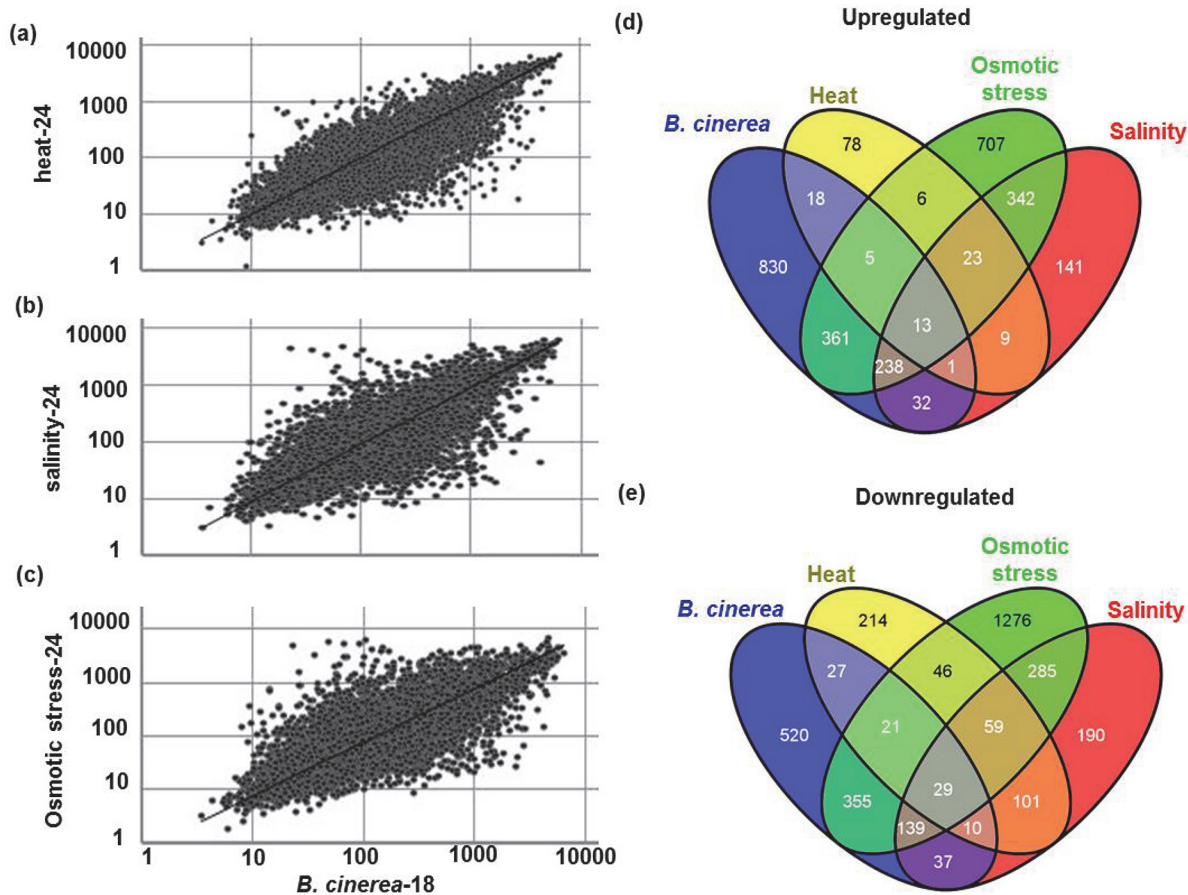 (a)
10000
1000
100
10
1
heat-24
(b)
10000
1000
100
10
1
salinity-24
(c)
10000
1000
100
10
1
Osmotic stress-24
1 10 100 1000 10000
B. cinerea-18
(d)
Upregulated
Osmotic
stress
Heat
B. cinerea
Salinity
78 707
18 6 342
830 5 23 141
361 13 9
238 1
32
(e)
Downregulated
Osmotic
stress
Heat
B. cinerea
Salinity
214 1276
27 46 285
520 21 59 190
355 29 101
139 10
37